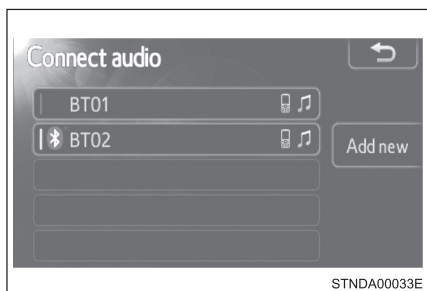 Connect audio
BT01
BT02
Add new
STNDA00033E